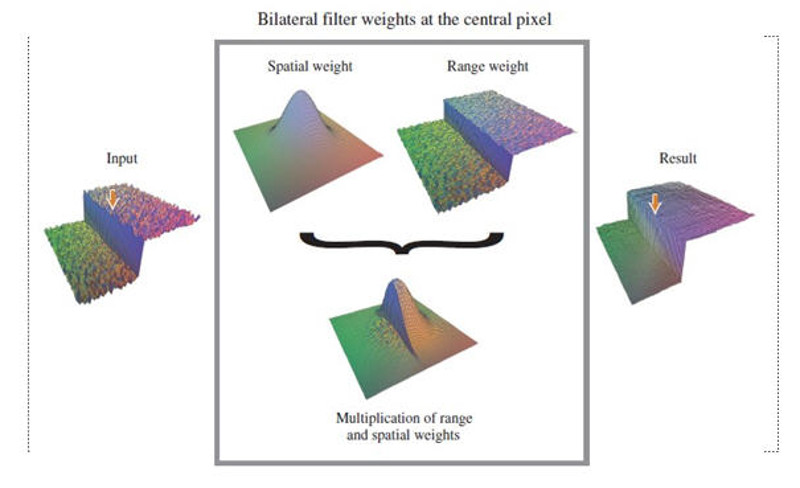 Bilateral filter weights at the central pixel
Spatial weight
Range weight
Input
Result
Multiplication of range
and spatial weights